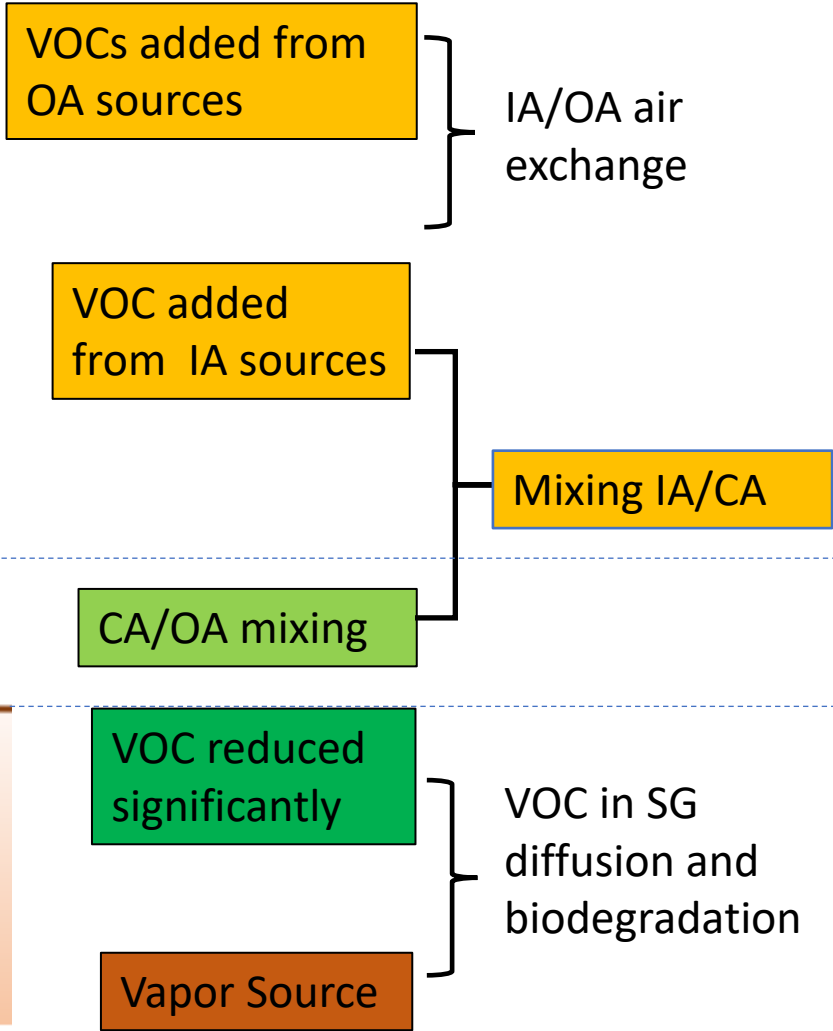 VOCs added from
OA sources
IA/OA air
exchange
VOC added
from  IA sources
Mixing IA/CA
CA/OA mixing
VOC reduced
significantly
VOC in SG
diffusion and
biodegradation
Vapor Source